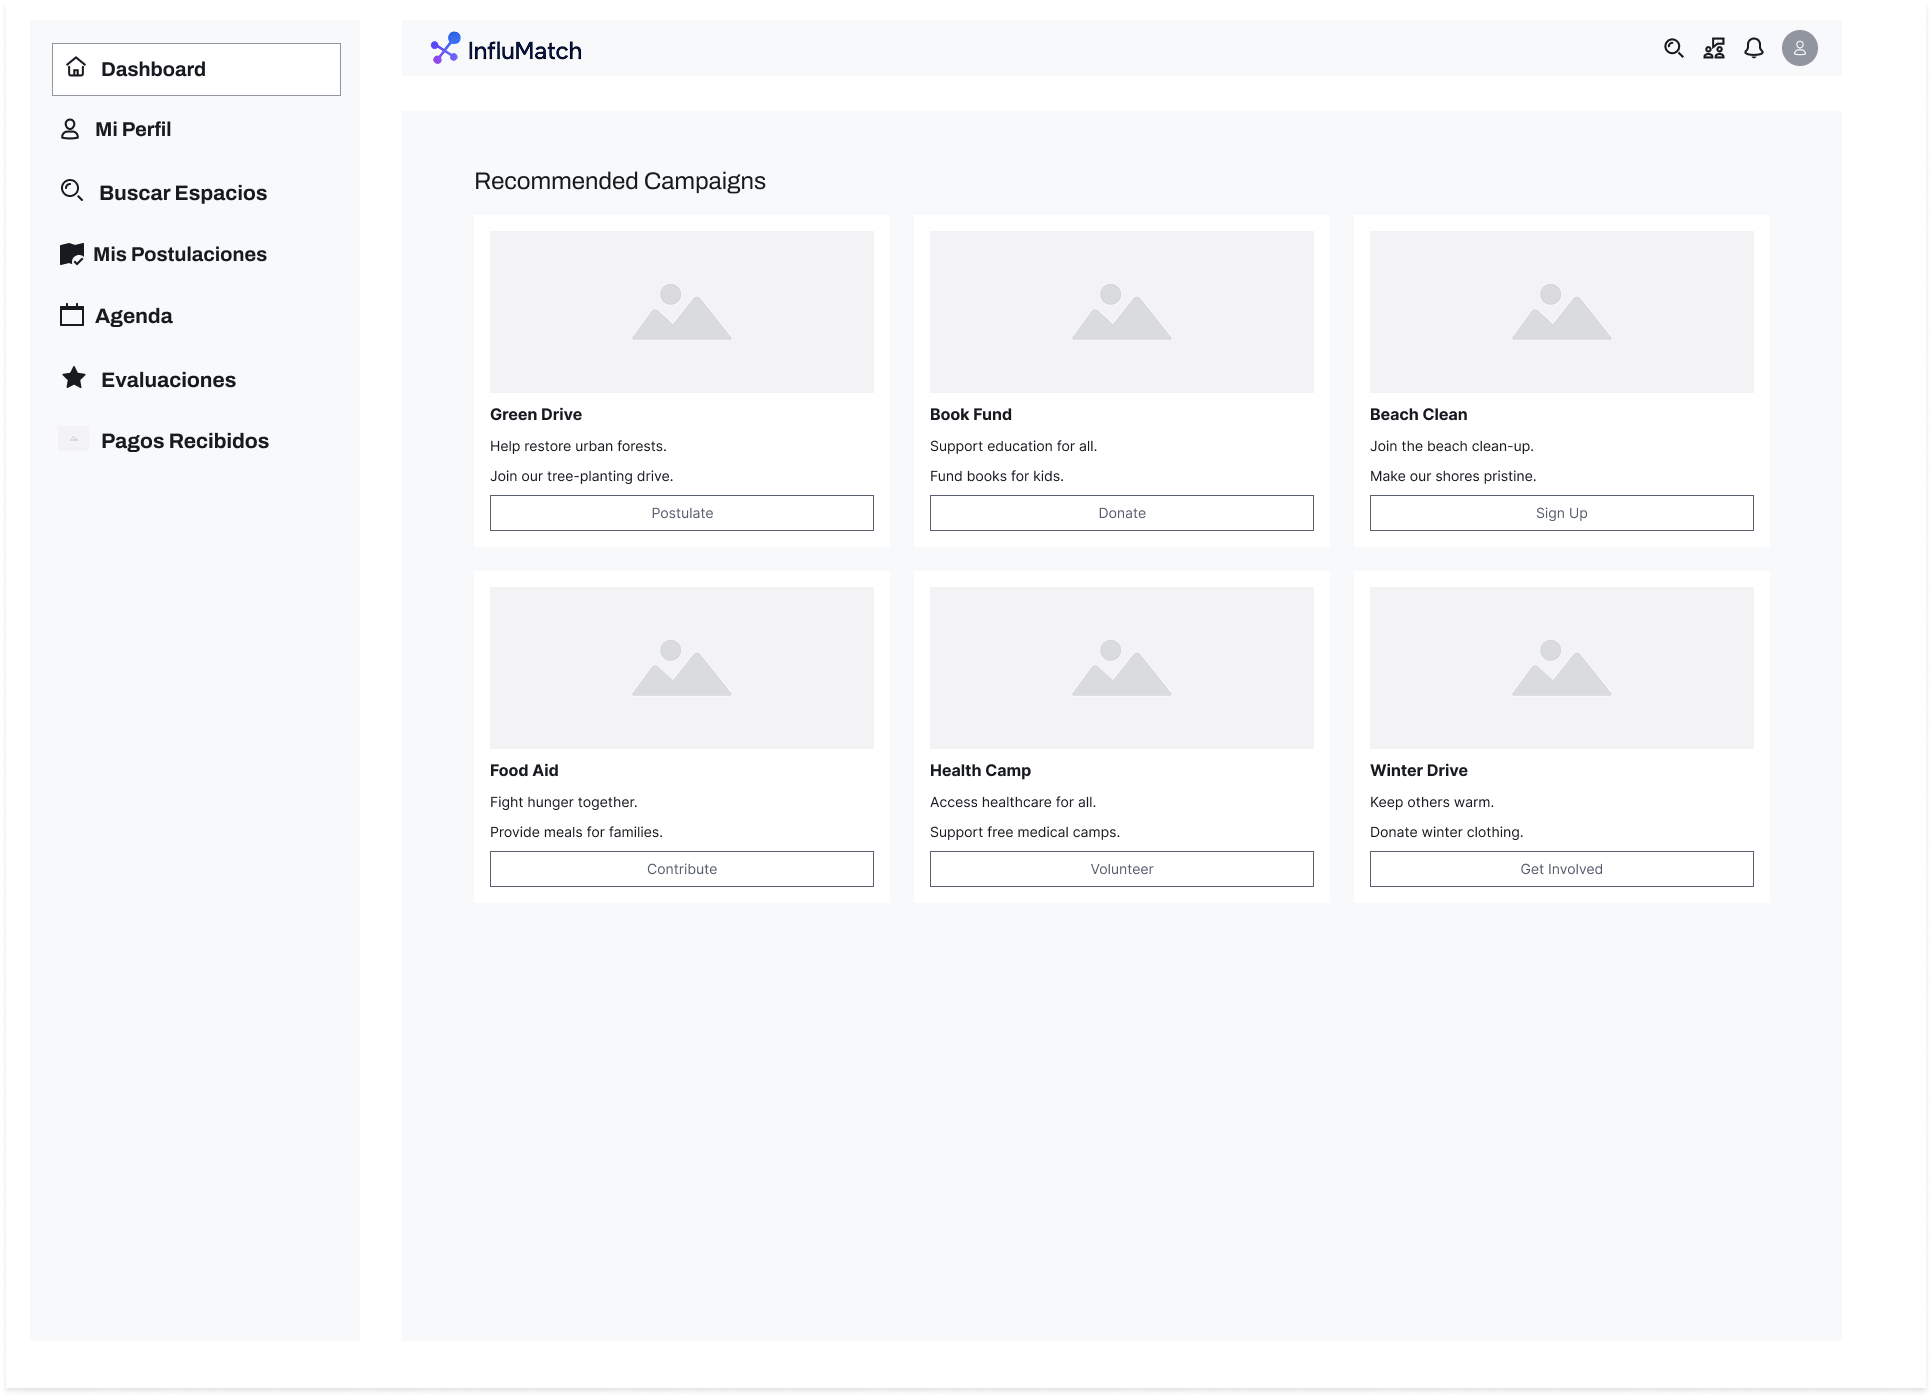 Dashboard
Mi Perfil
Buscar Espacios
Mis Postulaciones
Agenda
Evaluaciones
Pagos Recibidos
InfluMatch
Recommended Campaigns
Green Drive
Help restore urban forests.
Join our tree-planting drive.
Postulate
Book Fund
Support education for all.
Fund books for kids.
Donate
Beach Clean
Join the beach clean-up.
Make our shores pristine.
Sign Up
Food Aid
Fight hunger together.
Provide meals for families.
Contribute
Health Camp
Access healthcare for all.
Support free medical camps.
Volunteer
Winter Drive
Keep others warm.
Donate winter clothing.
Get Involved